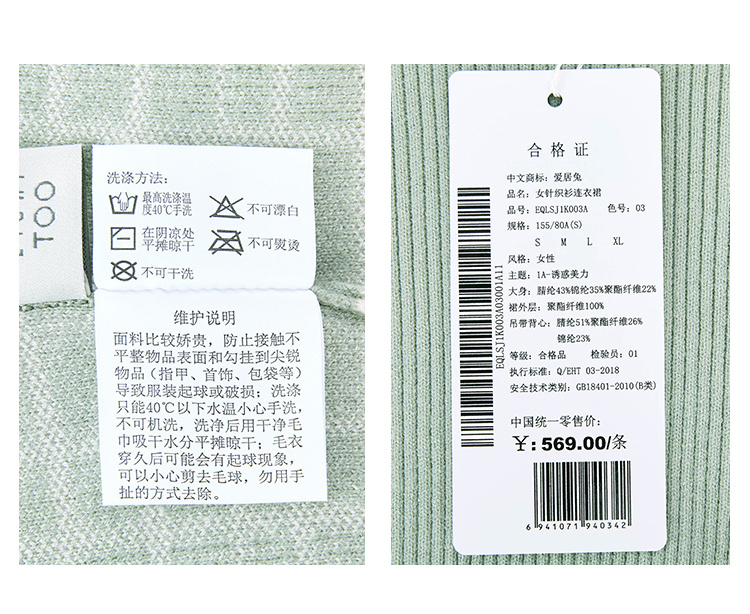 TOO
洗涤方法:
最高洗涤温
度40℃手洗
不可漂白
在阴凉处
平摊晾干
不可熨烫
不可干洗
维护说明
面料比较娇贵,防止接触不
平整物品表面和勾挂到尖锐
物品(指甲、首饰、包袋等)
导致服装起球或破损;洗涤
只能40℃以下水温小心手洗,
不可机洗,洗净后用干净毛
巾吸干水分平摊晾干;毛衣
穿久后可能会有起球现象,
可以小心剪去毛球,勿用手
扯的方式去除。
合格证
中文商标:爱居兔
品名:女针织衫连衣裙
品号:EQLSJ1K003A 色号:03
规格:155/80A(S)
S M L XL
风格:女性
主题:1A-诱惑美力
大身:腈纶43%锦纶35%聚酯纤维22%
裙外层:聚酯纤维100%
吊带背心:腈纶51%聚酯纤维26%
锦纶23%
等级:合格品 检验员:01
执行标准:Q/EHT 03-2018
安全技术类别:GB18401-2010(B类)
中国统一零售价:
¥:569.00/条
EQLSJ1K003A03001A11
6 941071 940342